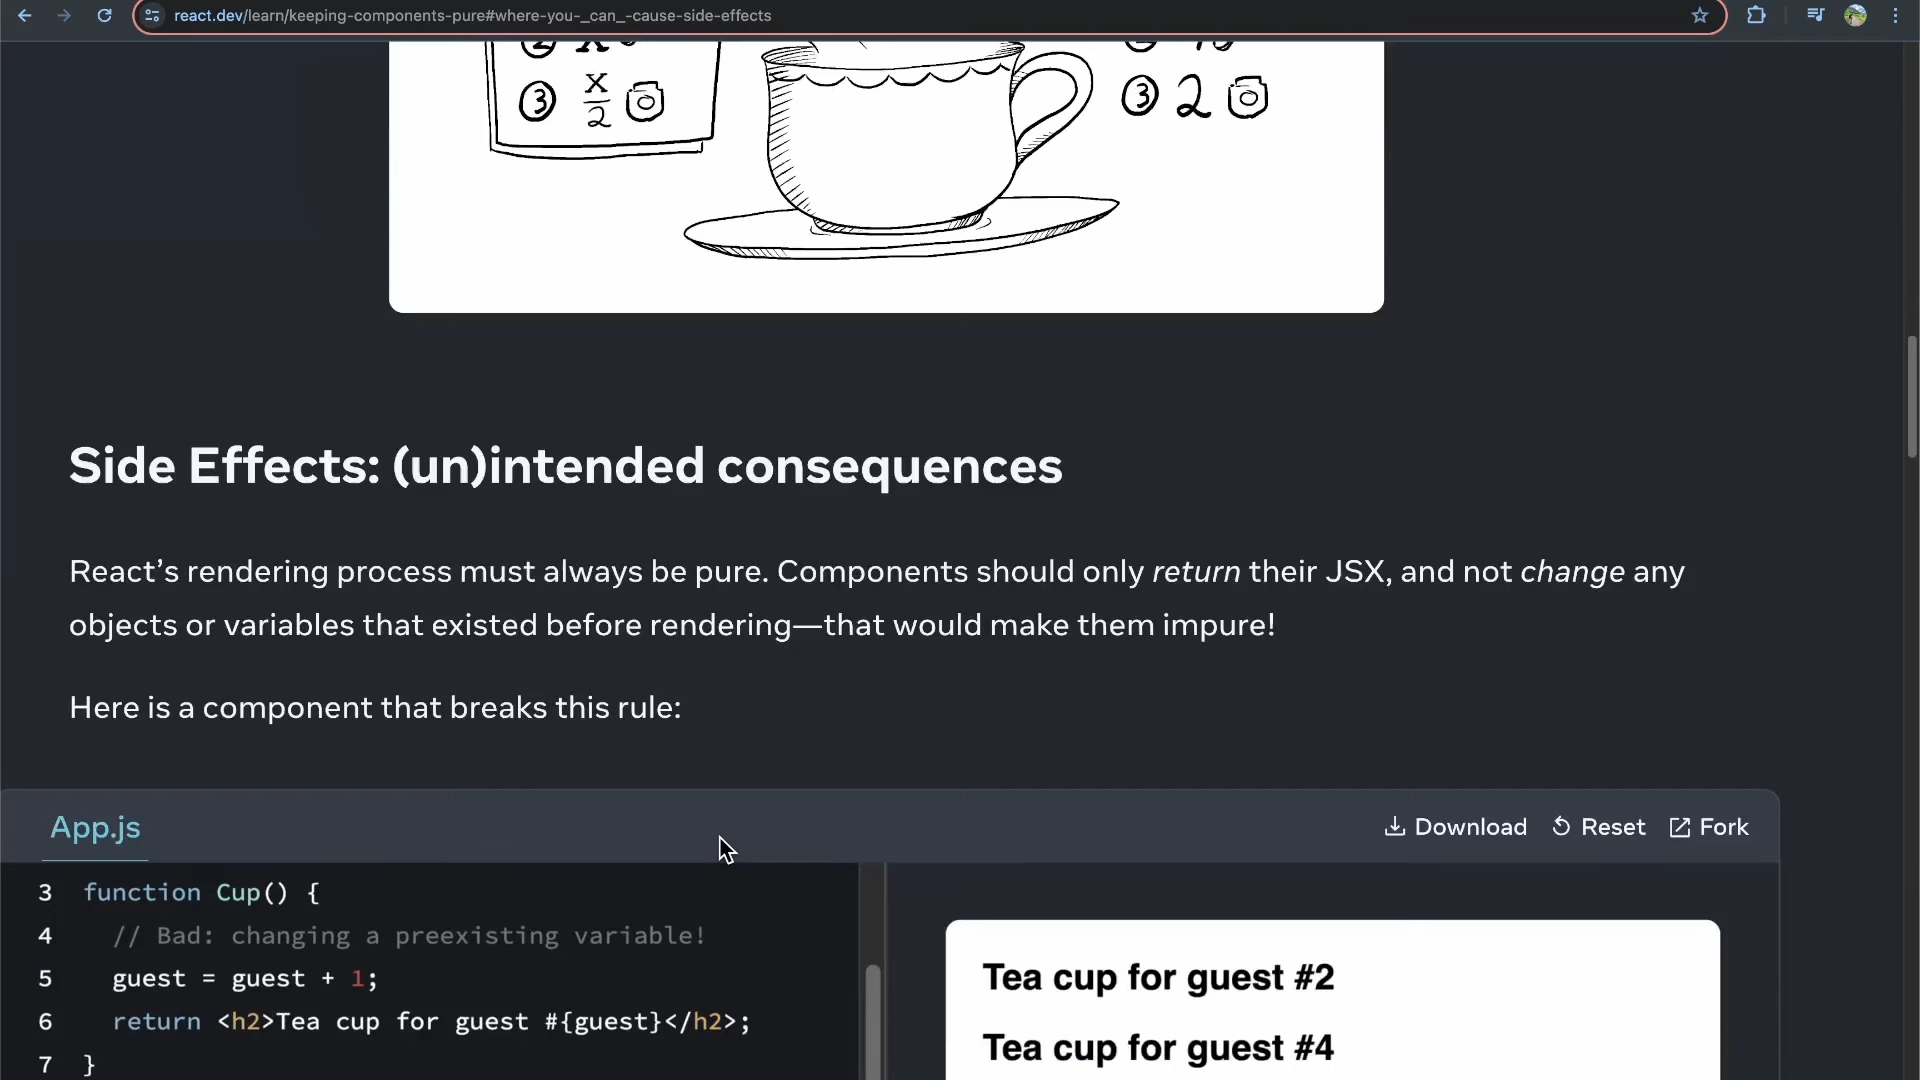 react.dev/learn/keeping-components-pure#where-you-_can_-cause-side-effects
③ x/2
③ 2
Side Effects: (un)intended consequences
React’s rendering process must always be pure. Components should only return their JSX, and not change any
objects or variables that existed before rendering—that would make them impure!
Here is a component that breaks this rule:
App.js
Download Reset Fork
3 function Cup() {
4 // Bad: changing a preexisting variable!
5 guest = guest + 1;
6 return <h2>Tea cup for guest #{guest}</h2>;
7 }
Tea cup for guest #2
Tea cup for guest #4